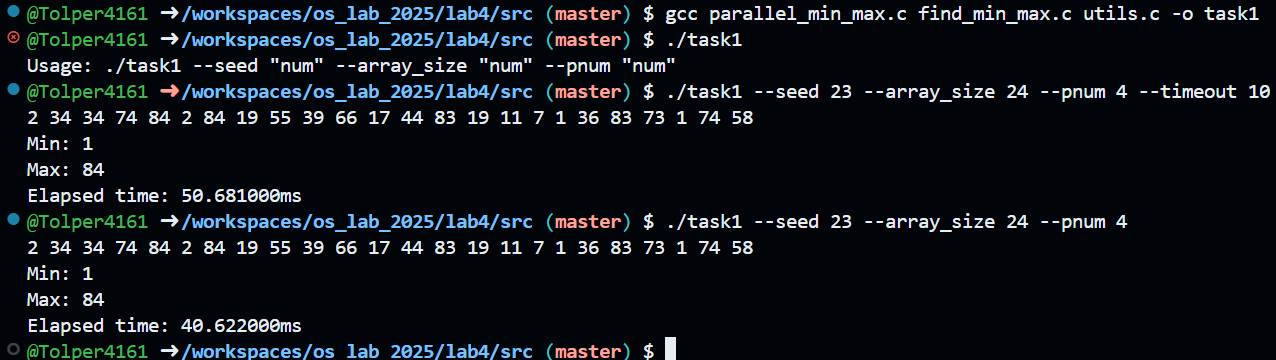 @Tolper4161 ➜/workspaces/os_lab_2025/lab4/src (master) $ gcc parallel_min_max.c find_min_max.c utils.c -o task1
@Tolper4161 ➜/workspaces/os_lab_2025/lab4/src (master) $ ./task1
Usage: ./task1 --seed "num" --array_size "num" --pnum "num"
@Tolper4161 ➜/workspaces/os_lab_2025/lab4/src (master) $ ./task1 --seed 23 --array_size 24 --pnum 4 --timeout 10
2 34 34 74 84 2 84 19 55 39 66 17 44 83 19 11 7 1 36 83 73 1 74 58
Min: 1
Max: 84
Elapsed time: 50.681000ms
@Tolper4161 ➜/workspaces/os_lab_2025/lab4/src (master) $ ./task1 --seed 23 --array_size 24 --pnum 4
2 34 34 74 84 2 84 19 55 39 66 17 44 83 19 11 7 1 36 83 73 1 74 58
Min: 1
Max: 84
Elapsed time: 40.622000ms
@Tolper4161 ➜/workspaces/os_lab_2025/lab4/src (master) $